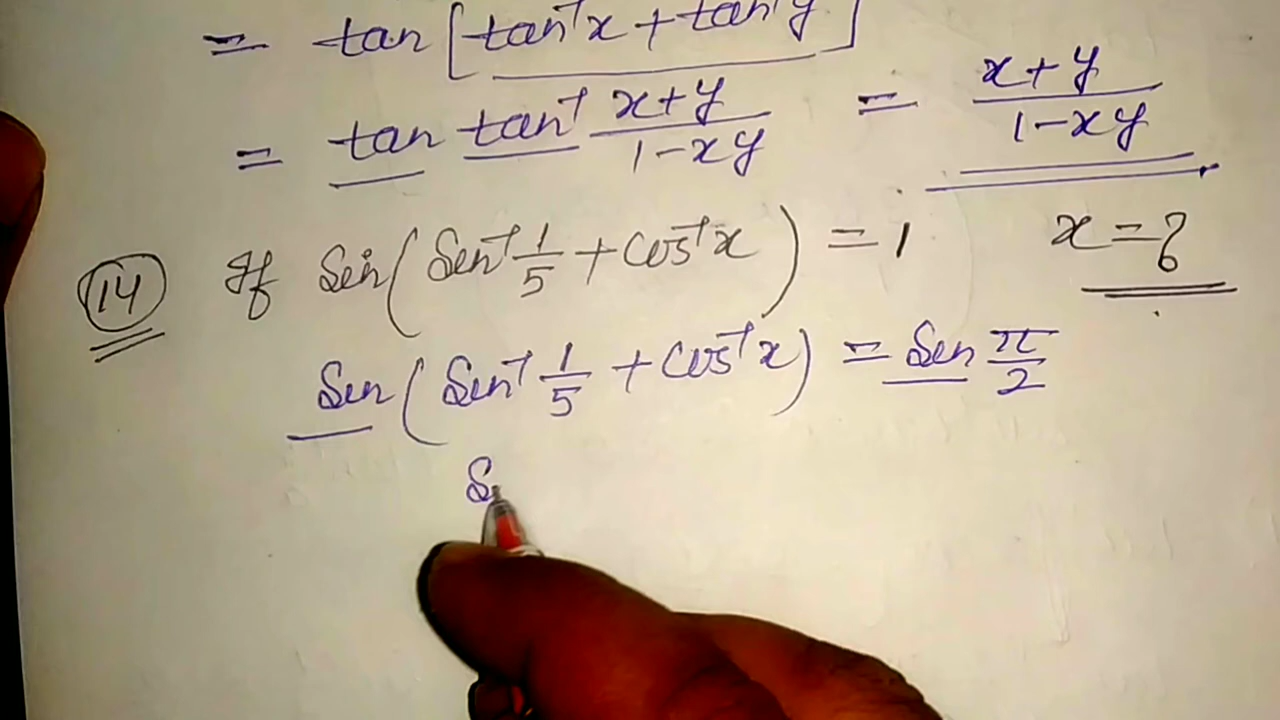 = tan [tan⁻¹x + tan⁻¹y]
= tan tan⁻¹ x+y/1-xy = x+y/1-xy
14 If Sin(Sin⁻¹ 1/5 + Cos⁻¹x) = 1 x = ?
Sin(Sin⁻¹ 1/5 + Cos⁻¹x) = Sin π/2
S